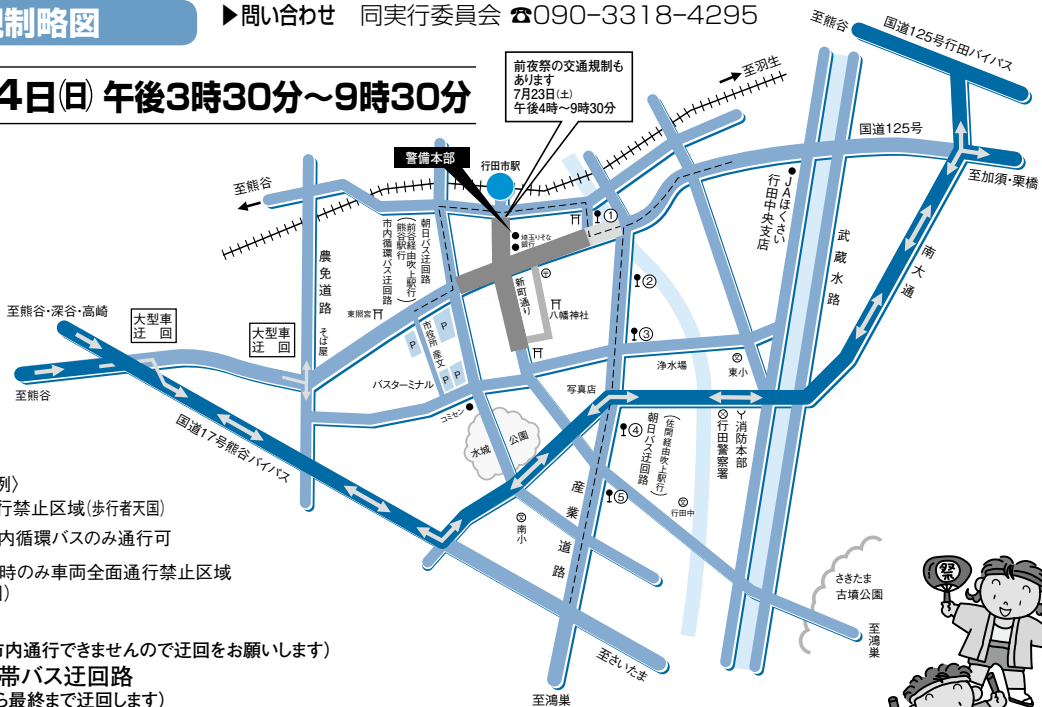 規制略図
▶問い合わせ 同実行委員会 ☎090-3318-4295
4日(日) 午後3時30分～9時30分
前夜祭の交通規制も
あります
7月23日(土)
午後4時～9時30分
至熊谷
国道125号行田バイパス
至羽生
国道125号
至加須・栗橋
警備本部
行田市駅
至熊谷
①
埼玉りそな
銀行
JAほくさい
行田中央支店
武蔵水路
南大通
朝日バス迂回路
(前谷経由吹上駅行)
(熊谷駅行)
市内循環バス迂回路
農免道路
そば屋
新町通り
八幡神社
東照宮
②
③
至熊谷・深谷・高崎
大型車
迂回
大型車
迂回
市役所
産文
P
P
P
P
バスターミナル
コミセン
写真店
浄水場
東小
至熊谷
国道17号熊谷バイパス
水城
公園
④
⑤
(佐間経由吹上駅行)
朝日バス迂回路
消防本部
行田警察署
行田中
南小
産業道路
さきたま
古墳公園
至鴻巣
至さいたま
至鴻巣
祭
例〉
行禁止区域(歩行者天国)
内循環バスのみ通行可
時のみ車両全面通行禁止区域
市内通行できませんので迂回をお願いします)
帯バス迂回路
ら最終まで迂回します)